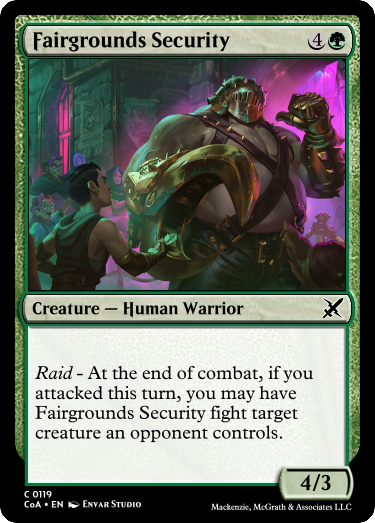 Fairgrounds Security 4
Creature — Human Warrior
Raid - At the end of combat, if you
attacked this turn, you may have
Fairgrounds Security fight target
creature an opponent controls.
4/3
C 0119
CoA • EN ENVAR STUDIO
Mackenzie, McGrath & Associates LLC